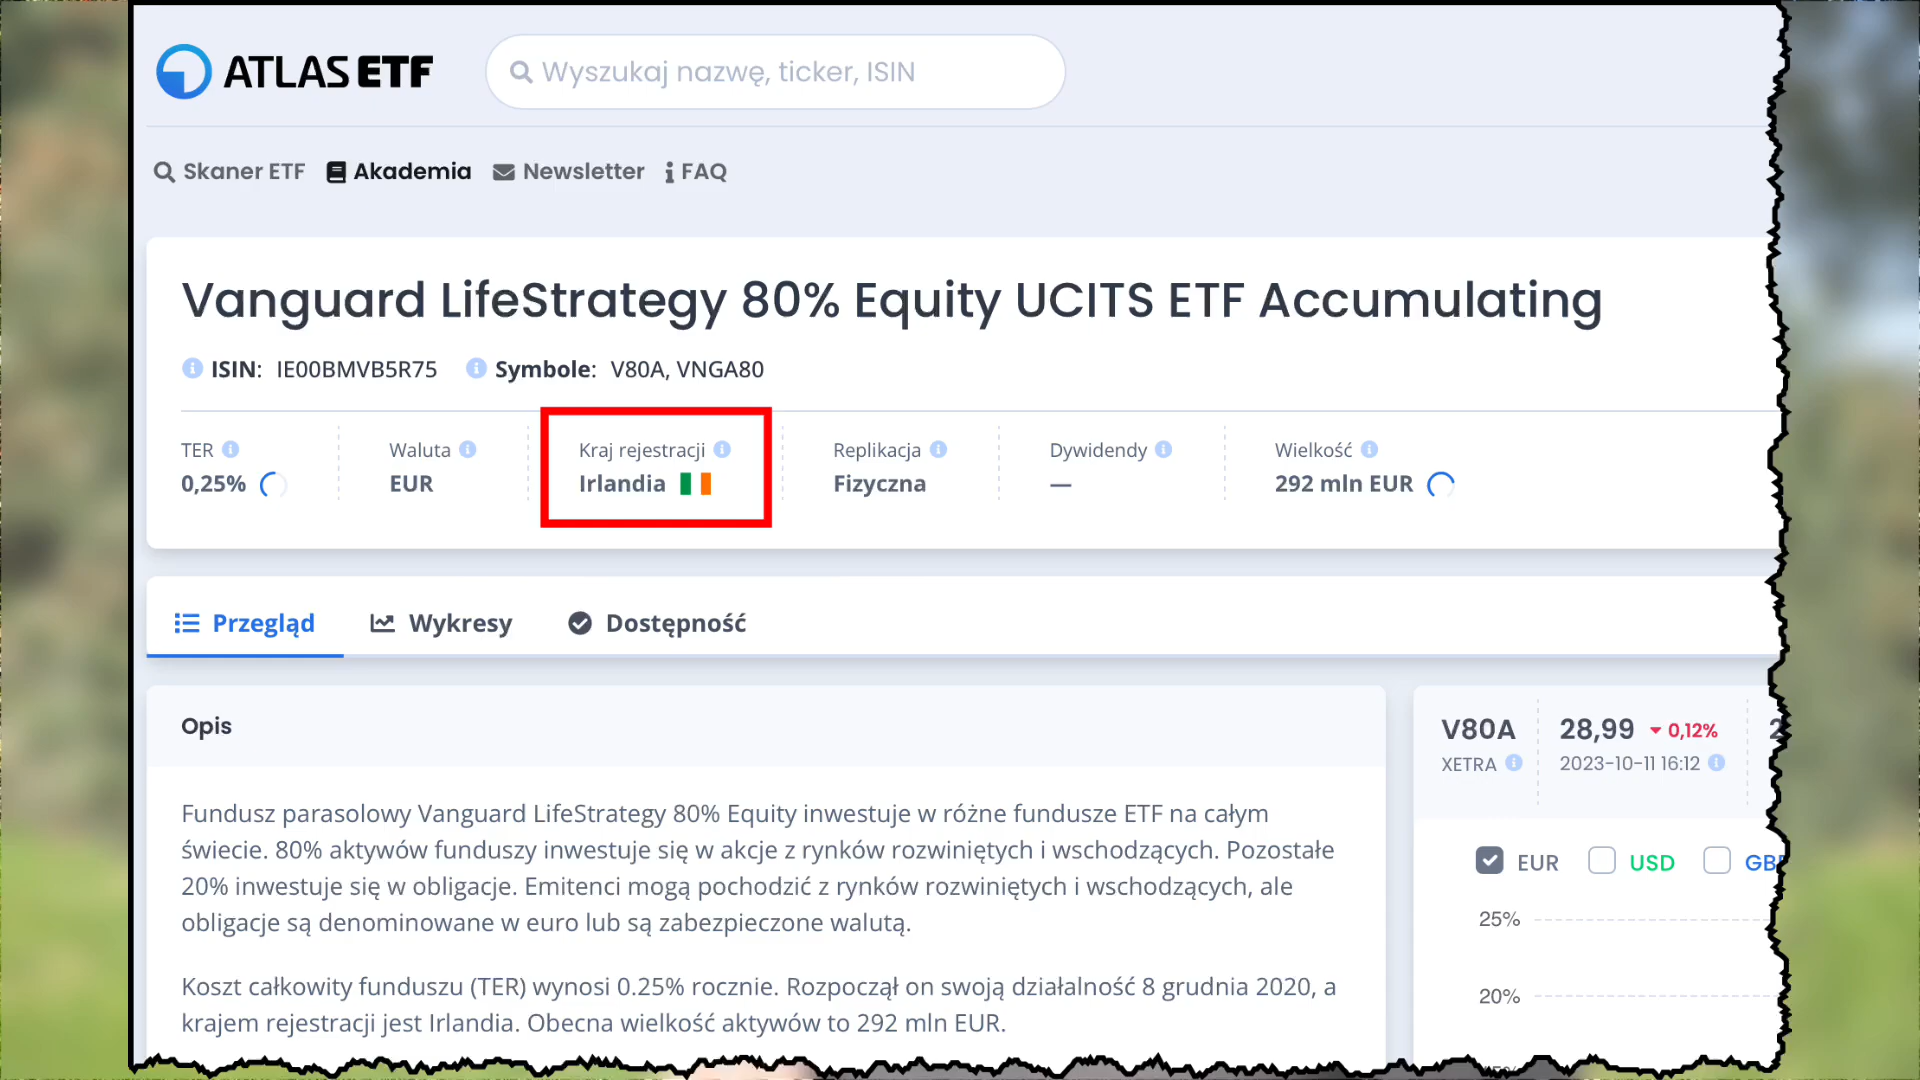 ATLAS ETF
Wyszukaj nazwę, ticker, ISIN
Skaner ETF Akademia Newsletter FAQ
Vanguard LifeStrategy 80% Equity UCITS ETF Accumulating
ISIN: IE00BMVB5R75 Symbole: V80A, VNGA80
TER Waluta Kraj rejestracji Replikacja Dywidendy Wielkość
0,25% EUR Irlandia Fizyczna — 292 mln EUR
Przegląd Wykresy Dostępność
Opis
Fundusz parasolowy Vanguard LifeStrategy 80% Equity inwestuje w różne fundusze ETF na całym
świecie. 80% aktywów funduszy inwestuje się w akcje z rynków rozwiniętych i wschodzących. Pozostałe
20% inwestuje się w obligacje. Emitenci mogą pochodzić z rynków rozwiniętych i wschodzących, ale
obligacje są denominowane w euro lub są zabezpieczone walutą.
Koszt całkowity funduszu (TER) wynosi 0.25% rocznie. Rozpoczął on swoją działalność 8 grudnia 2020, a
krajem rejestracji jest Irlandia. Obecna wielkość aktywów to 292 mln EUR.
V80A 28,99 0,12%
XETRA 2023-10-11 16:12
EUR USD GB
25%
20%